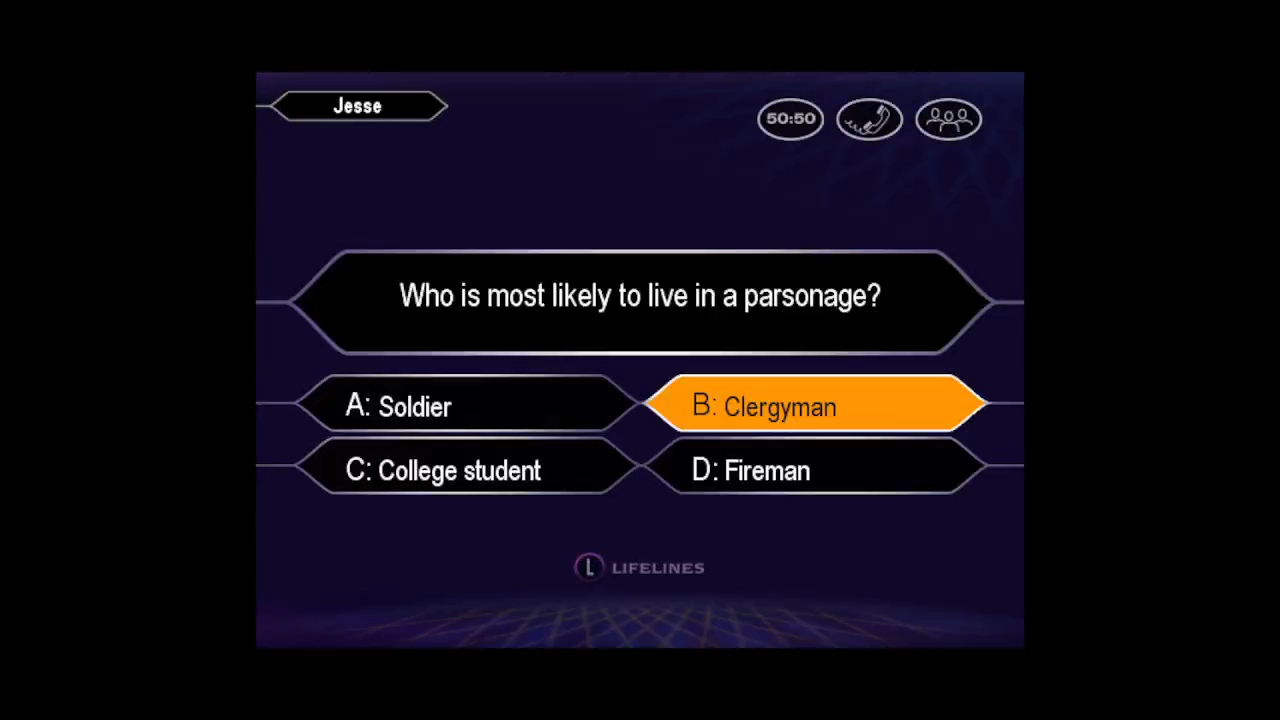 Jesse
50:50
Who is most likely to live in a parsonage?
A: Soldier
B: Clergyman
C: College student
D: Fireman
L LIFELINES